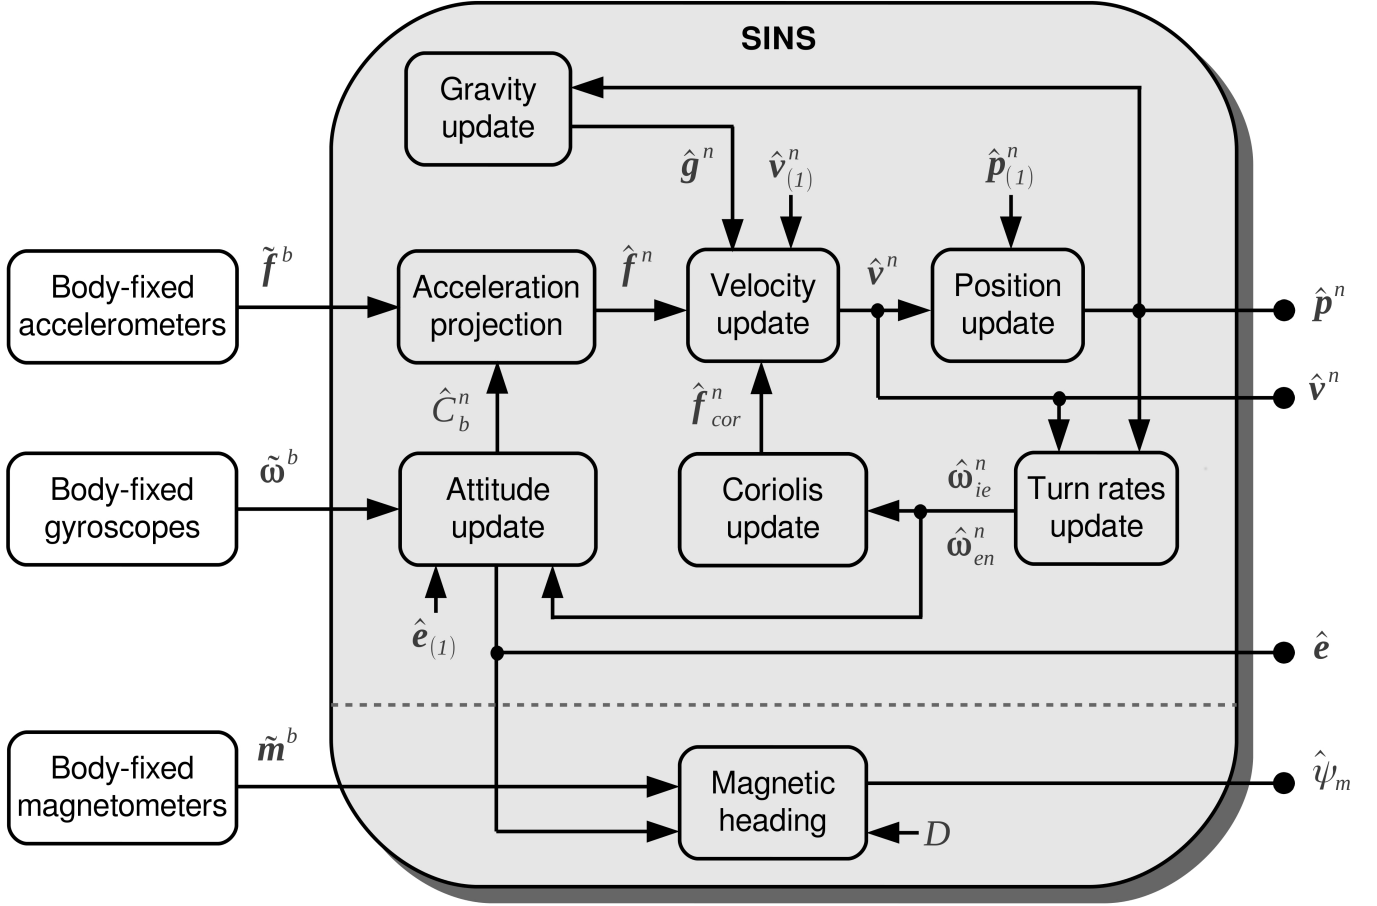 SINS
Gravity
update
ĝⁿ
v̂ⁿ₍₁₎
p̂ⁿ₍₁₎
Body-fixed
accelerometers
f̃ᵇ
Acceleration
projection
f̂ⁿ
Velocity
update
v̂ⁿ
Position
update
p̂ⁿ
v̂ⁿ
Ĉⁿ_b
f̂ⁿ_cor
Body-fixed
gyroscopes
ω̃ᵇ
Attitude
update
Coriolis
update
ω̂ⁿ_ie
ω̂ⁿ_en
Turn rates
update
ê₍₁₎
ê
Body-fixed
magnetometers
m̃ᵇ
Magnetic
heading
D
ψ̂_m